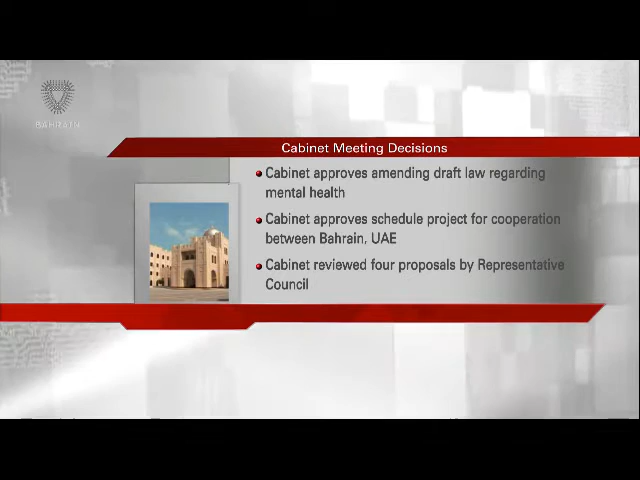 BAHRAIN
Cabinet Meeting Decisions
Cabinet approves amending draft law regarding
mental health
Cabinet approves schedule project for cooperation
between Bahrain, UAE
Cabinet reviewed four proposals by Representative
Council